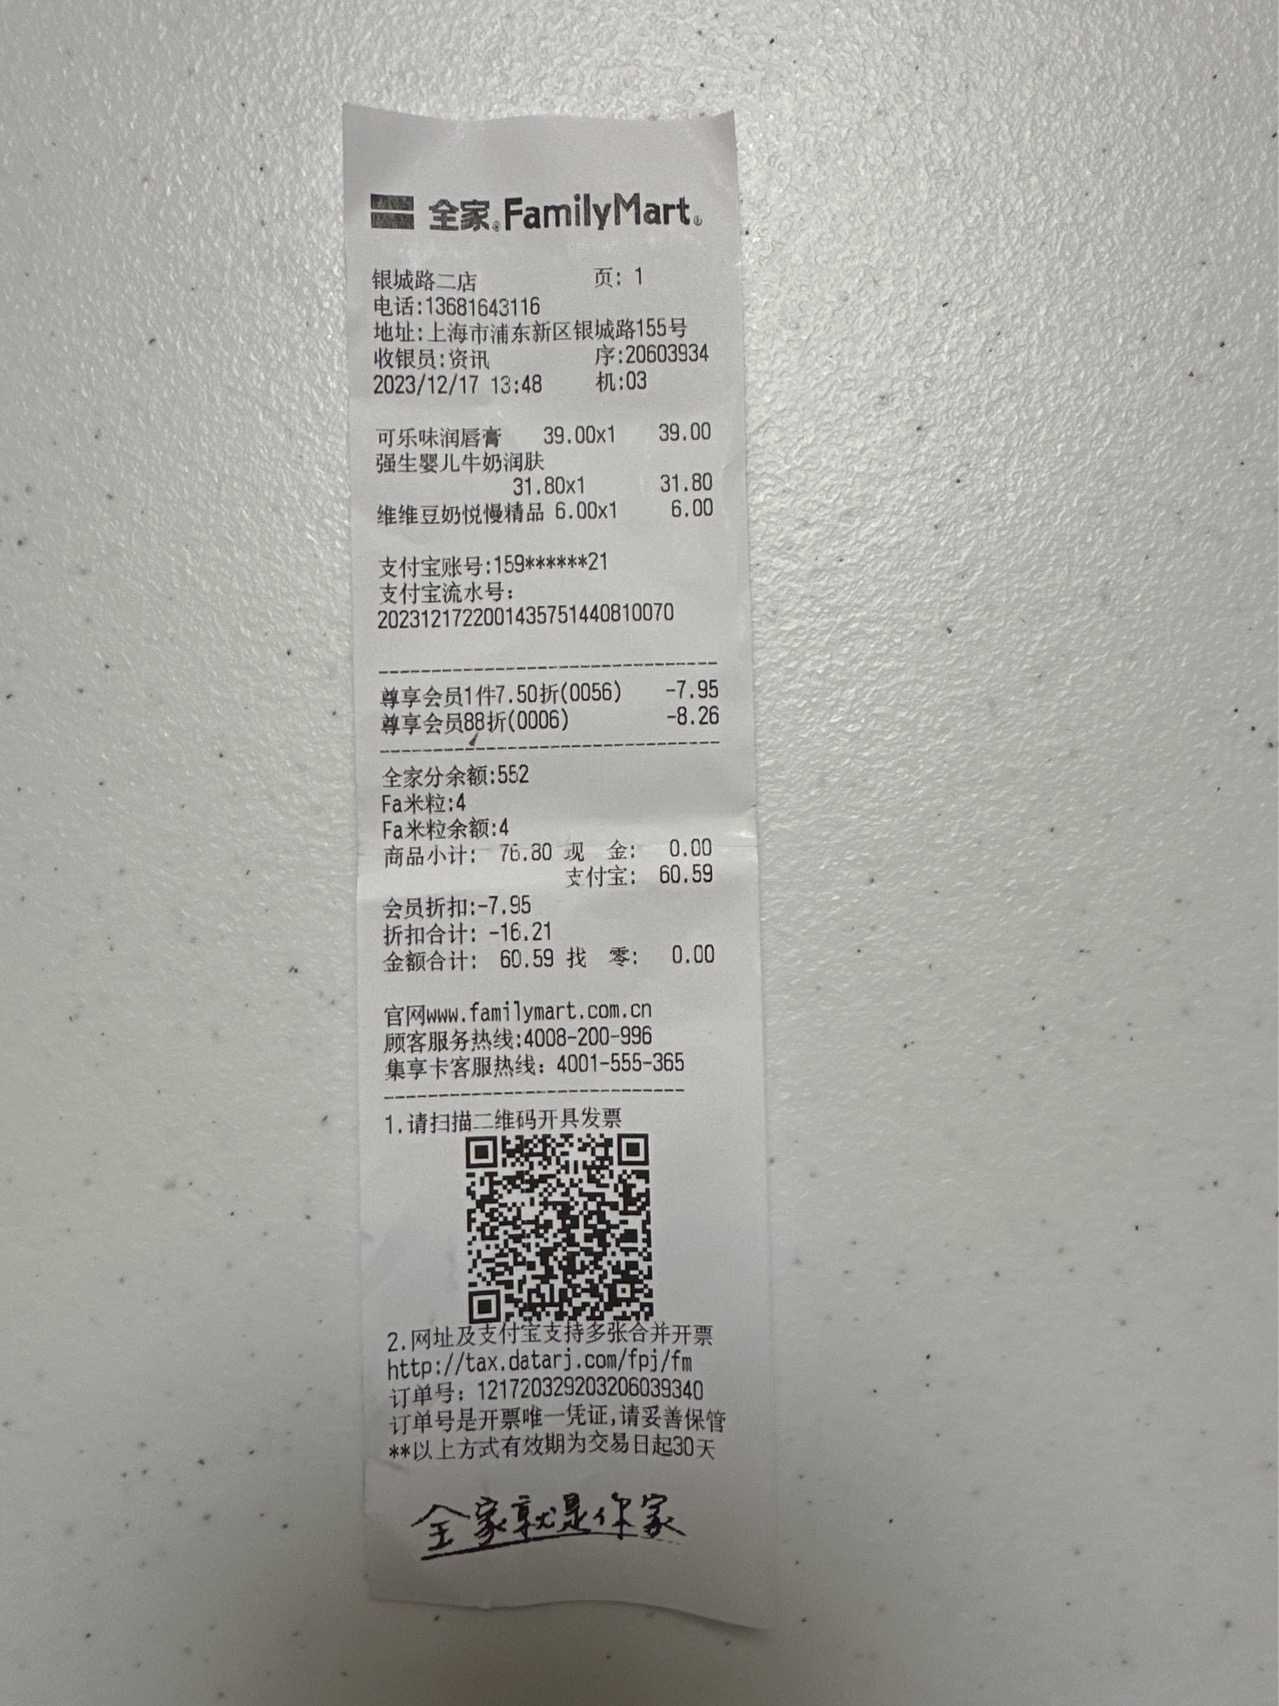 全家®FamilyMart®
银城路二店 页: 1
电话:13681643116
地址:上海市浦东新区银城路155号
收银员:资讯 序:20603934
2023/12/17 13:48 机:03
可乐味润唇膏 39.00x1 39.00
强生婴儿牛奶润肤
31.80x1 31.80
维维豆奶悦慢精品 6.00x1 6.00
支付宝账号:159******21
支付宝流水号:
2023121722001435751440810070
--------------------------------
尊享会员1件7.50折(0056) -7.95
尊享会员88折(0006) -8.26
--------------------------------
全家分余额:552
Fa米粒:4
Fa米粒余额:4
商品小计: 76.80 现 金: 0.00
支付宝: 60.59
会员折扣:-7.95
折扣合计: -16.21
金额合计: 60.59 找 零: 0.00
官网www.familymart.com.cn
顾客服务热线:4008-200-996
集享卡客服热线: 4001-555-365
----------------------------
1.请扫描二维码开具发票
2.网址及支付宝支持多张合并开票
http://tax.datarj.com/fpj/fm
订单号: 121720329203206039340
订单号是开票唯一凭证,请妥善保管
**以上方式有效期为交易日起30天
全家就是你家